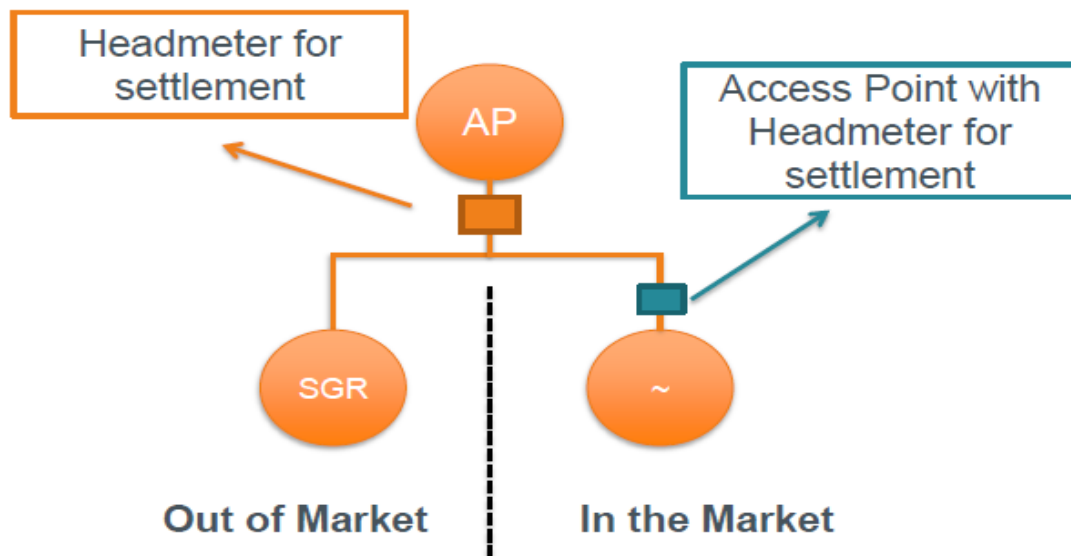 Headmeter for
settlement
AP
Access Point with
Headmeter for
settlement
SGR
~
Out of Market
In the Market